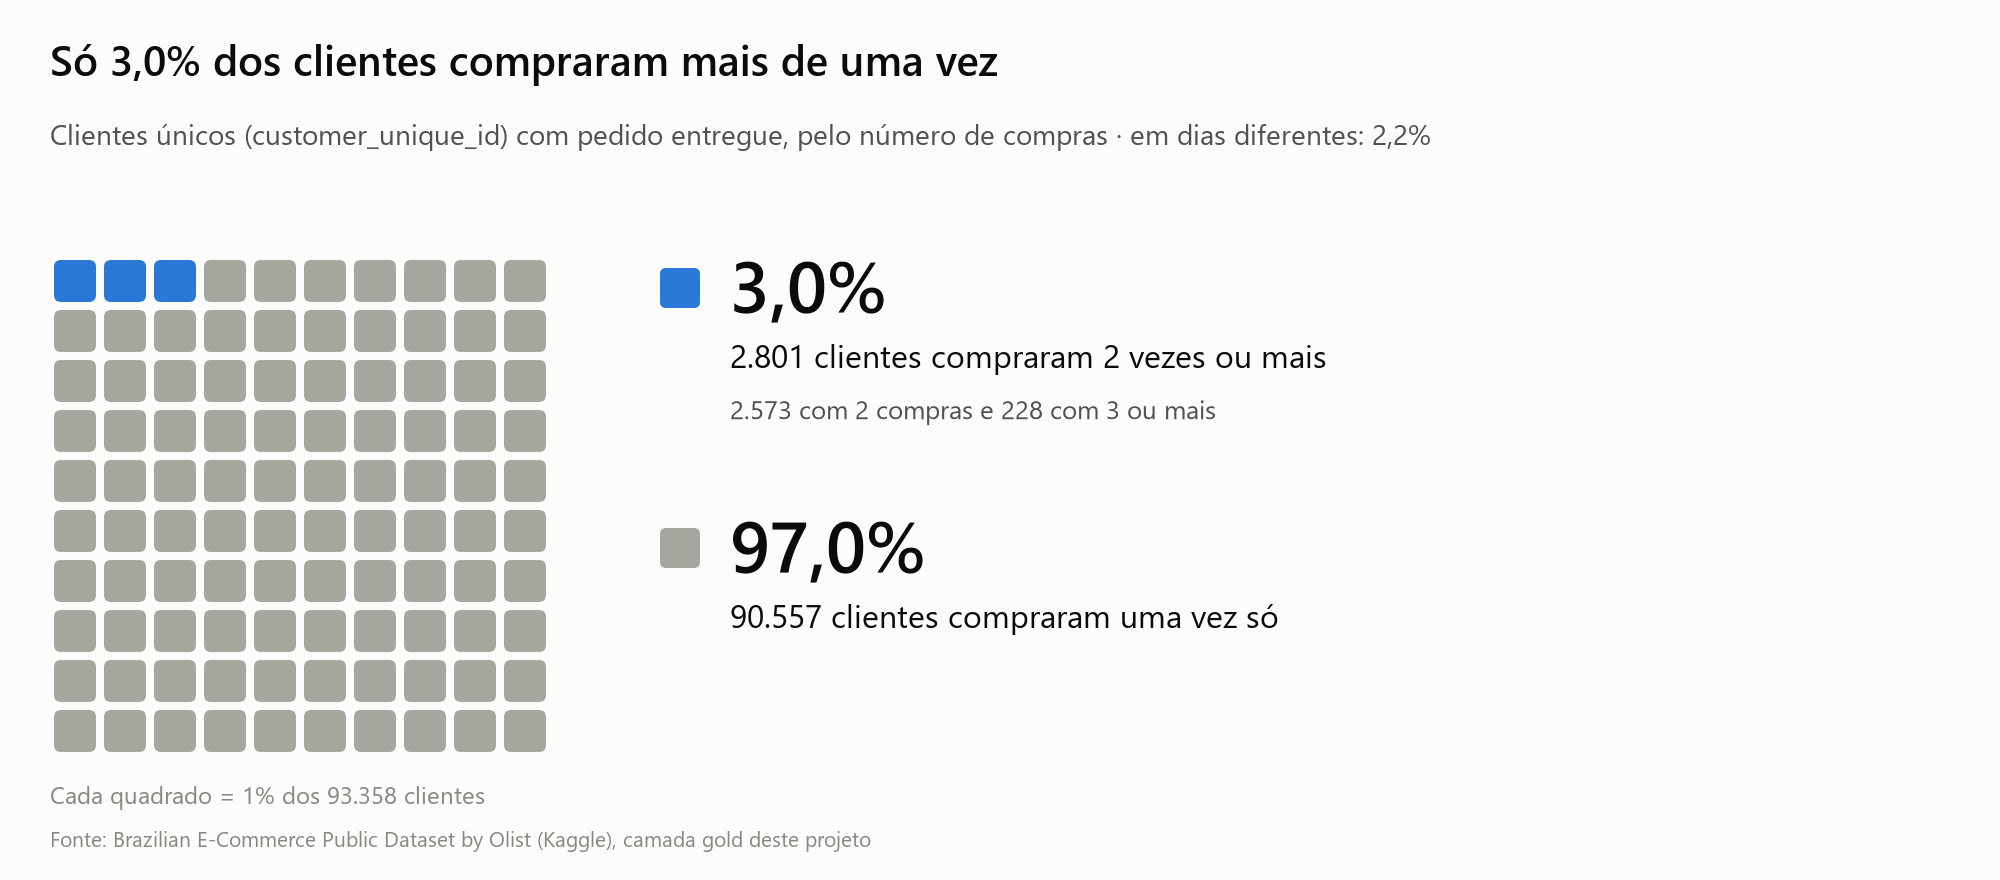 Só 3,0% dos clientes compraram mais de uma vez
Clientes únicos (customer_unique_id) com pedido entregue, pelo número de compras · em dias diferentes: 2,2%
3,0%
2.801 clientes compraram 2 vezes ou mais
2.573 com 2 compras e 228 com 3 ou mais
97,0%
90.557 clientes compraram uma vez só
Cada quadrado = 1% dos 93.358 clientes
Fonte: Brazilian E-Commerce Public Dataset by Olist (Kaggle), camada gold deste projeto